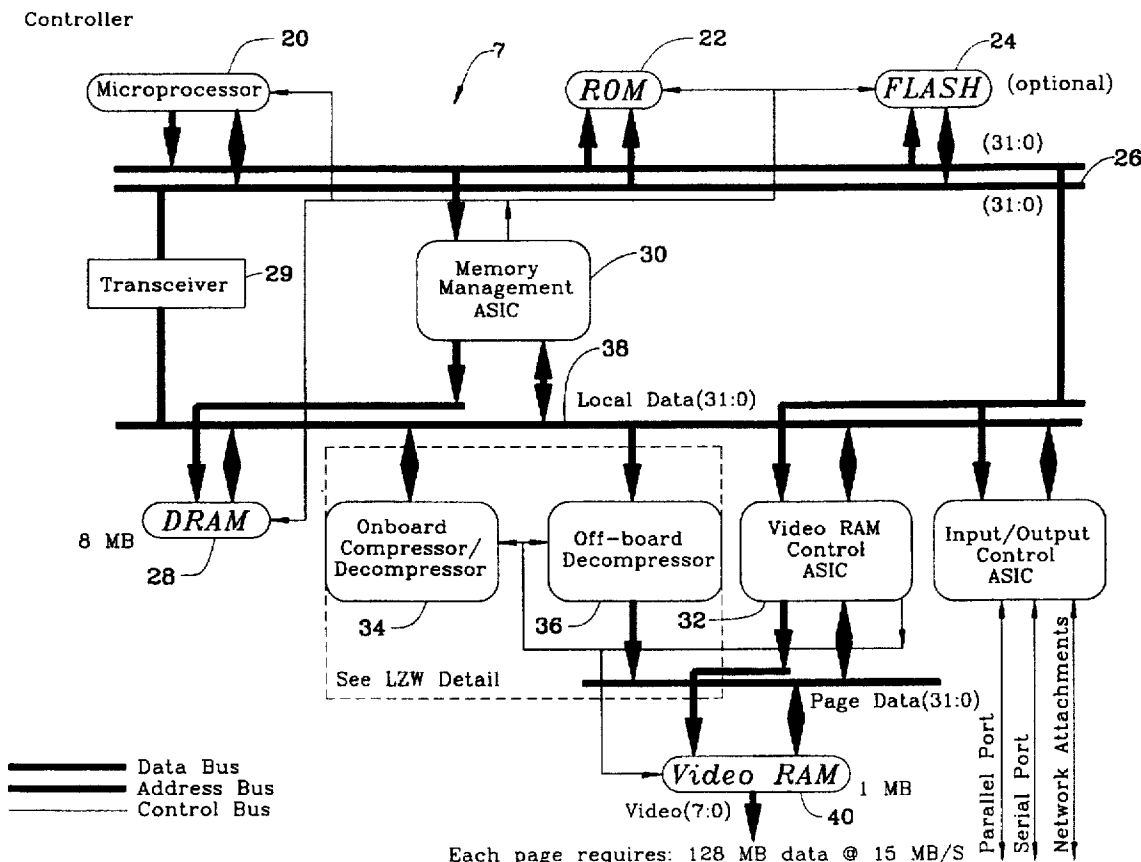 Controller
20
7
22
24
Microprocessor
ROM
FLASH
(optional)
(31:0)
26
(31:0)
Transceiver
29
Memory
Management
ASIC
30
38
Local Data(31:0)
DRAM
8 MB
28
Onboard
Compressor/
Decompressor
34
Off-board
Decompressor
36
Video RAM
Control
ASIC
32
Input/Output
Control
ASIC
See LZW Detail
Page Data(31:0)
Parallel Port
Serial Port
Network Attachments
Data Bus
Address Bus
Control Bus
Video RAM
1 MB
Video(7:0)
40
Each page requires: 128 MB data @ 15 MB/S